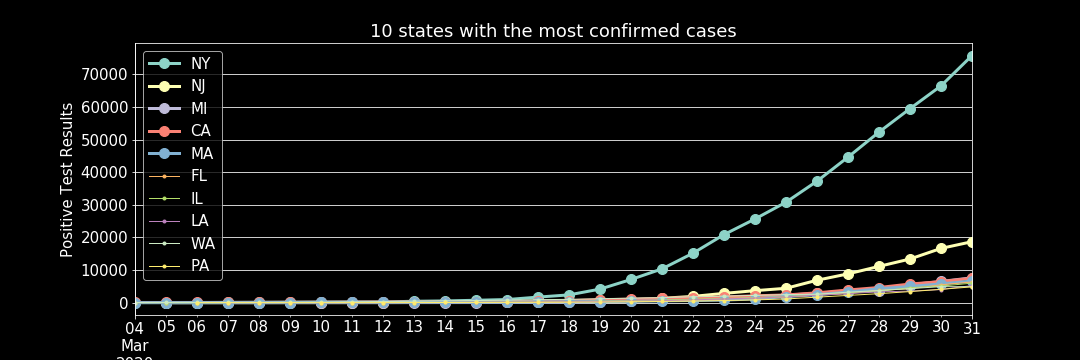 10 states with the most confirmed cases
Positive Test Results
70000
60000
50000
40000
30000
20000
10000
0
NY
NJ
MI
CA
MA
FL
IL
LA
WA
PA
04 05 06 07 08 09 10 11 12 13 14 15 16 17 18 19 20 21 22 23 24 25 26 27 28 29 30 31
Mar
2020